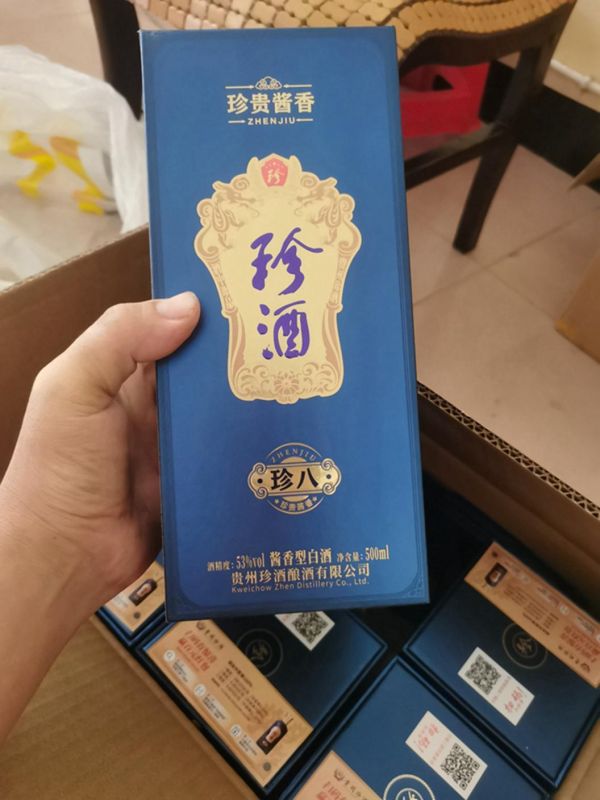 珍贵酱香
ZHENJIU
珍
珍酒
ZHENJIU
珍八
珍贵酱香
酒精度：53%vol 酱香型白酒 净含量：500ml
贵州珍酒酿酒有限公司
Kweichow Zhen Distillery Co., Ltd.